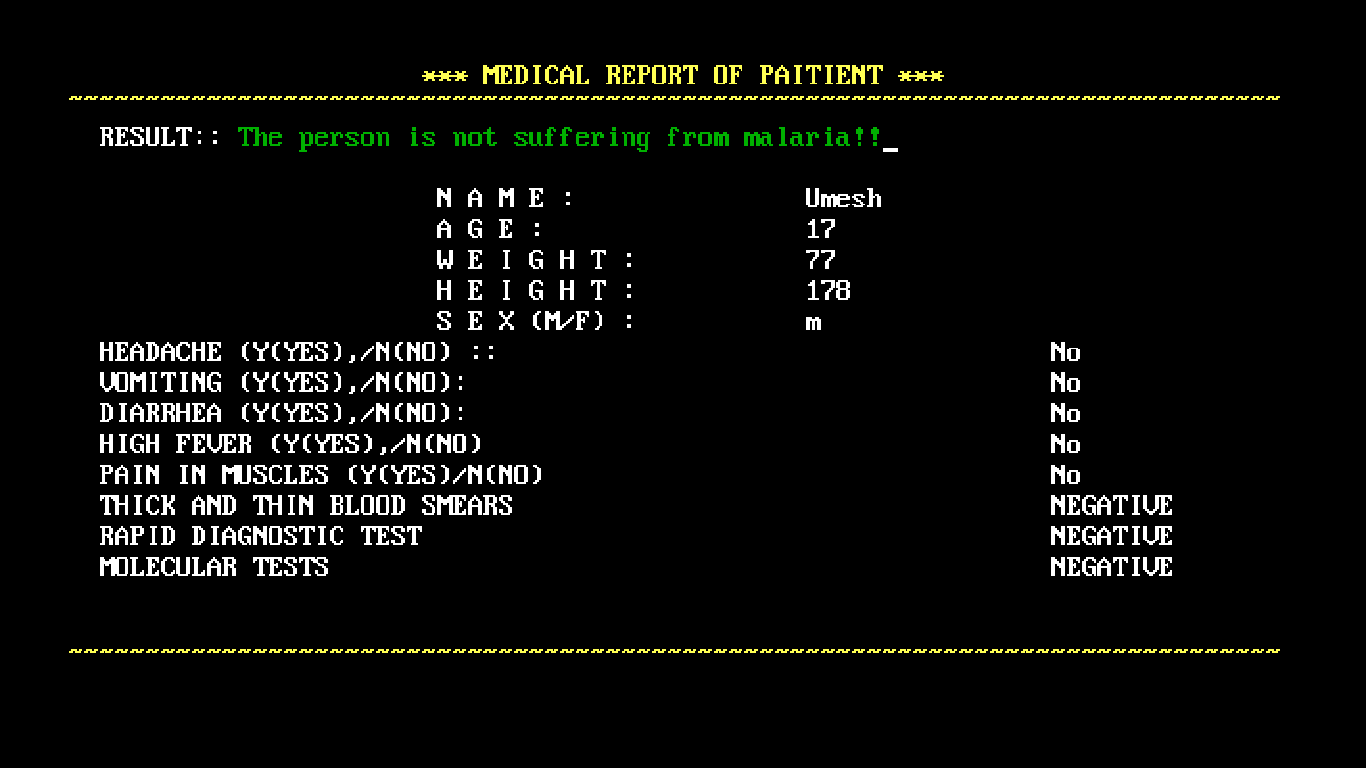 *** MEDICAL REPORT OF PAITIENT ***
~~~~~~~~~~~~~~~~~~~~~~~~~~~~~~~~~~~~~~~~~~~~~~~~~~~~~~~~~~~~~~~~~~~~~~~~~~~~~~~
RESULT:: The person is not suffering from malaria!!_
N A M E : Umesh
A G E : 17
W E I G H T : 77
H E I G H T : 178
S E X (M/F) : m
HEADACHE (Y(YES),/N(NO) :: No
VOMITING (Y(YES),/N(NO): No
DIARRHEA (Y(YES),/N(NO): No
HIGH FEVER (Y(YES),/N(NO) No
PAIN IN MUSCLES (Y(YES)/N(NO) No
THICK AND THIN BLOOD SMEARS NEGATIVE
RAPID DIAGNOSTIC TEST NEGATIVE
MOLECULAR TESTS NEGATIVE
~~~~~~~~~~~~~~~~~~~~~~~~~~~~~~~~~~~~~~~~~~~~~~~~~~~~~~~~~~~~~~~~~~~~~~~~~~~~~~~